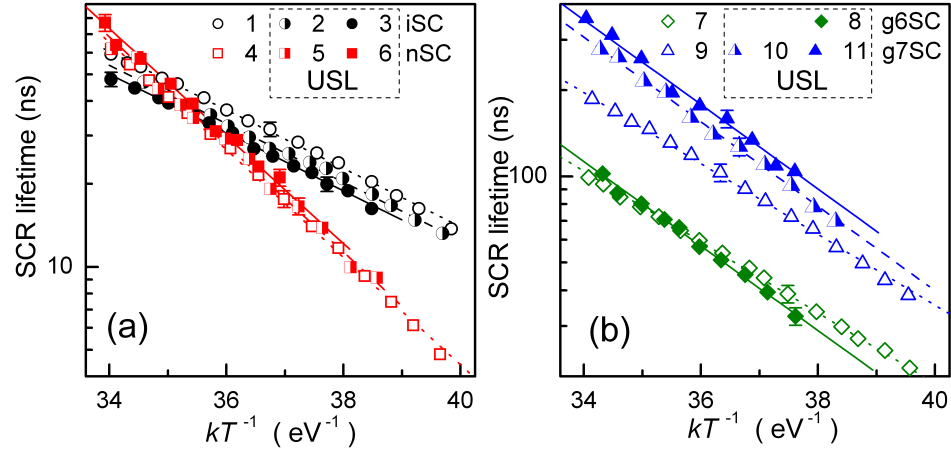 1 2 3 iSC
4 5 6 nSC
USL
SCR lifetime (ns)
10
(a)
34 36 38 40
kT ⁻¹ ( eV⁻¹)
7 8 g6SC
9 10 11 g7SC
USL
SCR lifetime (ns)
100
(b)
34 36 38 40
kT ⁻¹ ( eV⁻¹)